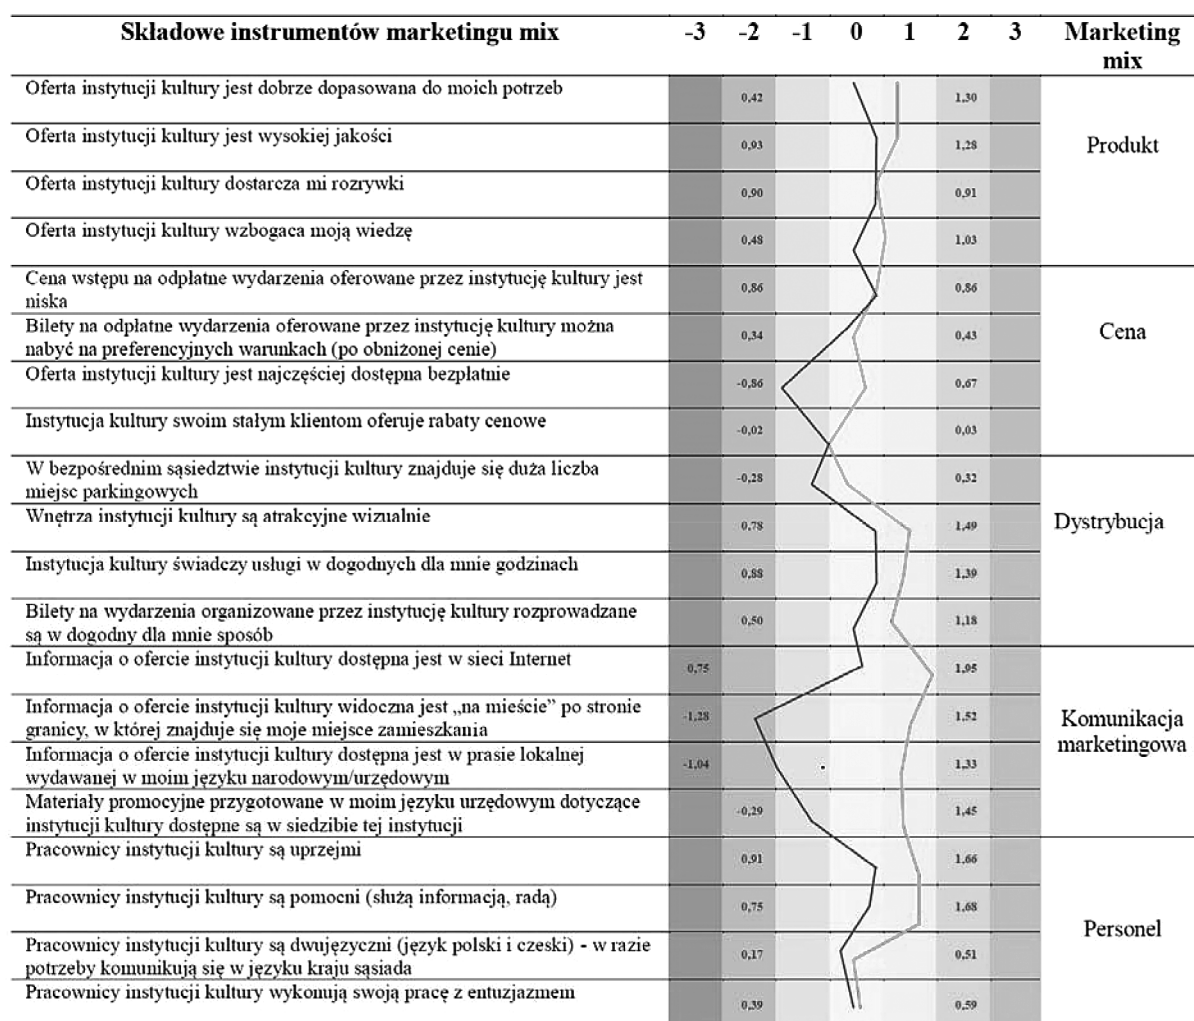 Składowe instrumentów marketingu mix -3 -2 -1 0 1 2 3 Marketing
mix
Oferta instytucji kultury jest dobrze dopasowana do moich potrzeb 0,42 1,30
Oferta instytucji kultury jest wysokiej jakości 0,93 1,28 Produkt
Oferta instytucji kultury dostarcza mi rozrywki 0,90 0,91
Oferta instytucji kultury wzbogaca moją wiedzę 0,48 1,03
Cena wstępu na odpłatne wydarzenia oferowane przez instytucję kultury jest
niska 0,86 0,86
Bilety na odpłatne wydarzenia oferowane przez instytucję kultury można
nabyć na preferencyjnych warunkach (po obniżonej cenie) 0,34 0,43 Cena
Oferta instytucji kultury jest najczęściej dostępna bezpłatnie -0,86 0,67
Instytucja kultury swoim stałym klientom oferuje rabaty cenowe -0,02 0,03
W bezpośrednim sąsiedztwie instytucji kultury znajduje się duża liczba
miejsc parkingowych -0,28 0,32
Wnętrza instytucji kultury są atrakcyjne wizualnie 0,78 1,49 Dystrybucja
Instytucja kultury świadczy usługi w dogodnych dla mnie godzinach 0,88 1,39
Bilety na wydarzenia organizowane przez instytucję kultury rozprowadzane
są w dogodny dla mnie sposób 0,50 1,18
Informacja o ofercie instytucji kultury dostępna jest w sieci Internet 0,75 1,95
Informacja o ofercie instytucji kultury widoczna jest „na mieście” po stronie
granicy, w której znajduje się moje miejsce zamieszkania -1,28 1,52 Komunikacja
marketingowa
Informacja o ofercie instytucji kultury dostępna jest w prasie lokalnej
wydawanej w moim języku narodowym/urzędowym -1,04 1,33
Materiały promocyjne przygotowane w moim języku urzędowym dotyczące
instytucji kultury dostępne są w siedzibie tej instytucji -0,29 1,45
Pracownicy instytucji kultury są uprzejmi 0,91 1,66
Pracownicy instytucji kultury są pomocni (służą informacją, radą) 0,75 1,68 Personel
Pracownicy instytucji kultury są dwujęzyczni (język polski i czeski) - w razie
potrzeby komunikują się w języku kraju sąsiada 0,17 0,51
Pracownicy instytucji kultury wykonują swoją pracę z entuzjazmem 0,39 0,59